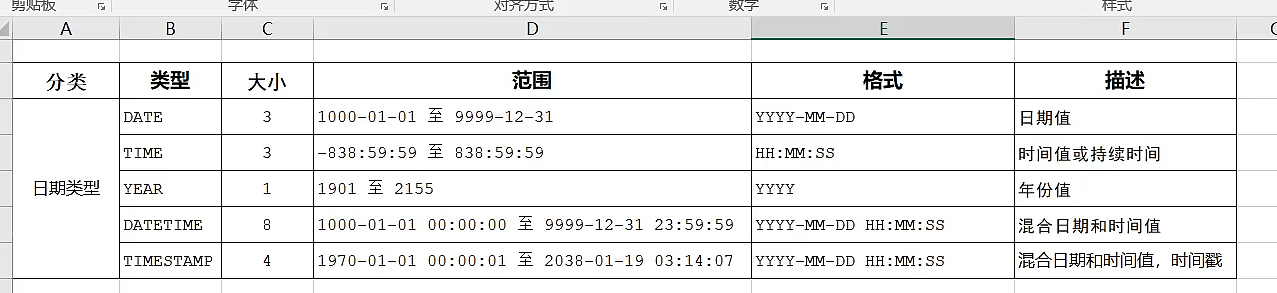 剪贴板 字体 对齐方式 数字 样式
A B C D E F
分类 类型 大小 范围 格式 描述
DATE 3 1000-01-01 至 9999-12-31 YYYY-MM-DD 日期值
TIME 3 -838:59:59 至 838:59:59 HH:MM:SS 时间值或持续时间
日期类型 YEAR 1 1901 至 2155 YYYY 年份值
DATETIME 8 1000-01-01 00:00:00 至 9999-12-31 23:59:59 YYYY-MM-DD HH:MM:SS 混合日期和时间值
TIMESTAMP 4 1970-01-01 00:00:01 至 2038-01-19 03:14:07 YYYY-MM-DD HH:MM:SS 混合日期和时间值，时间戳